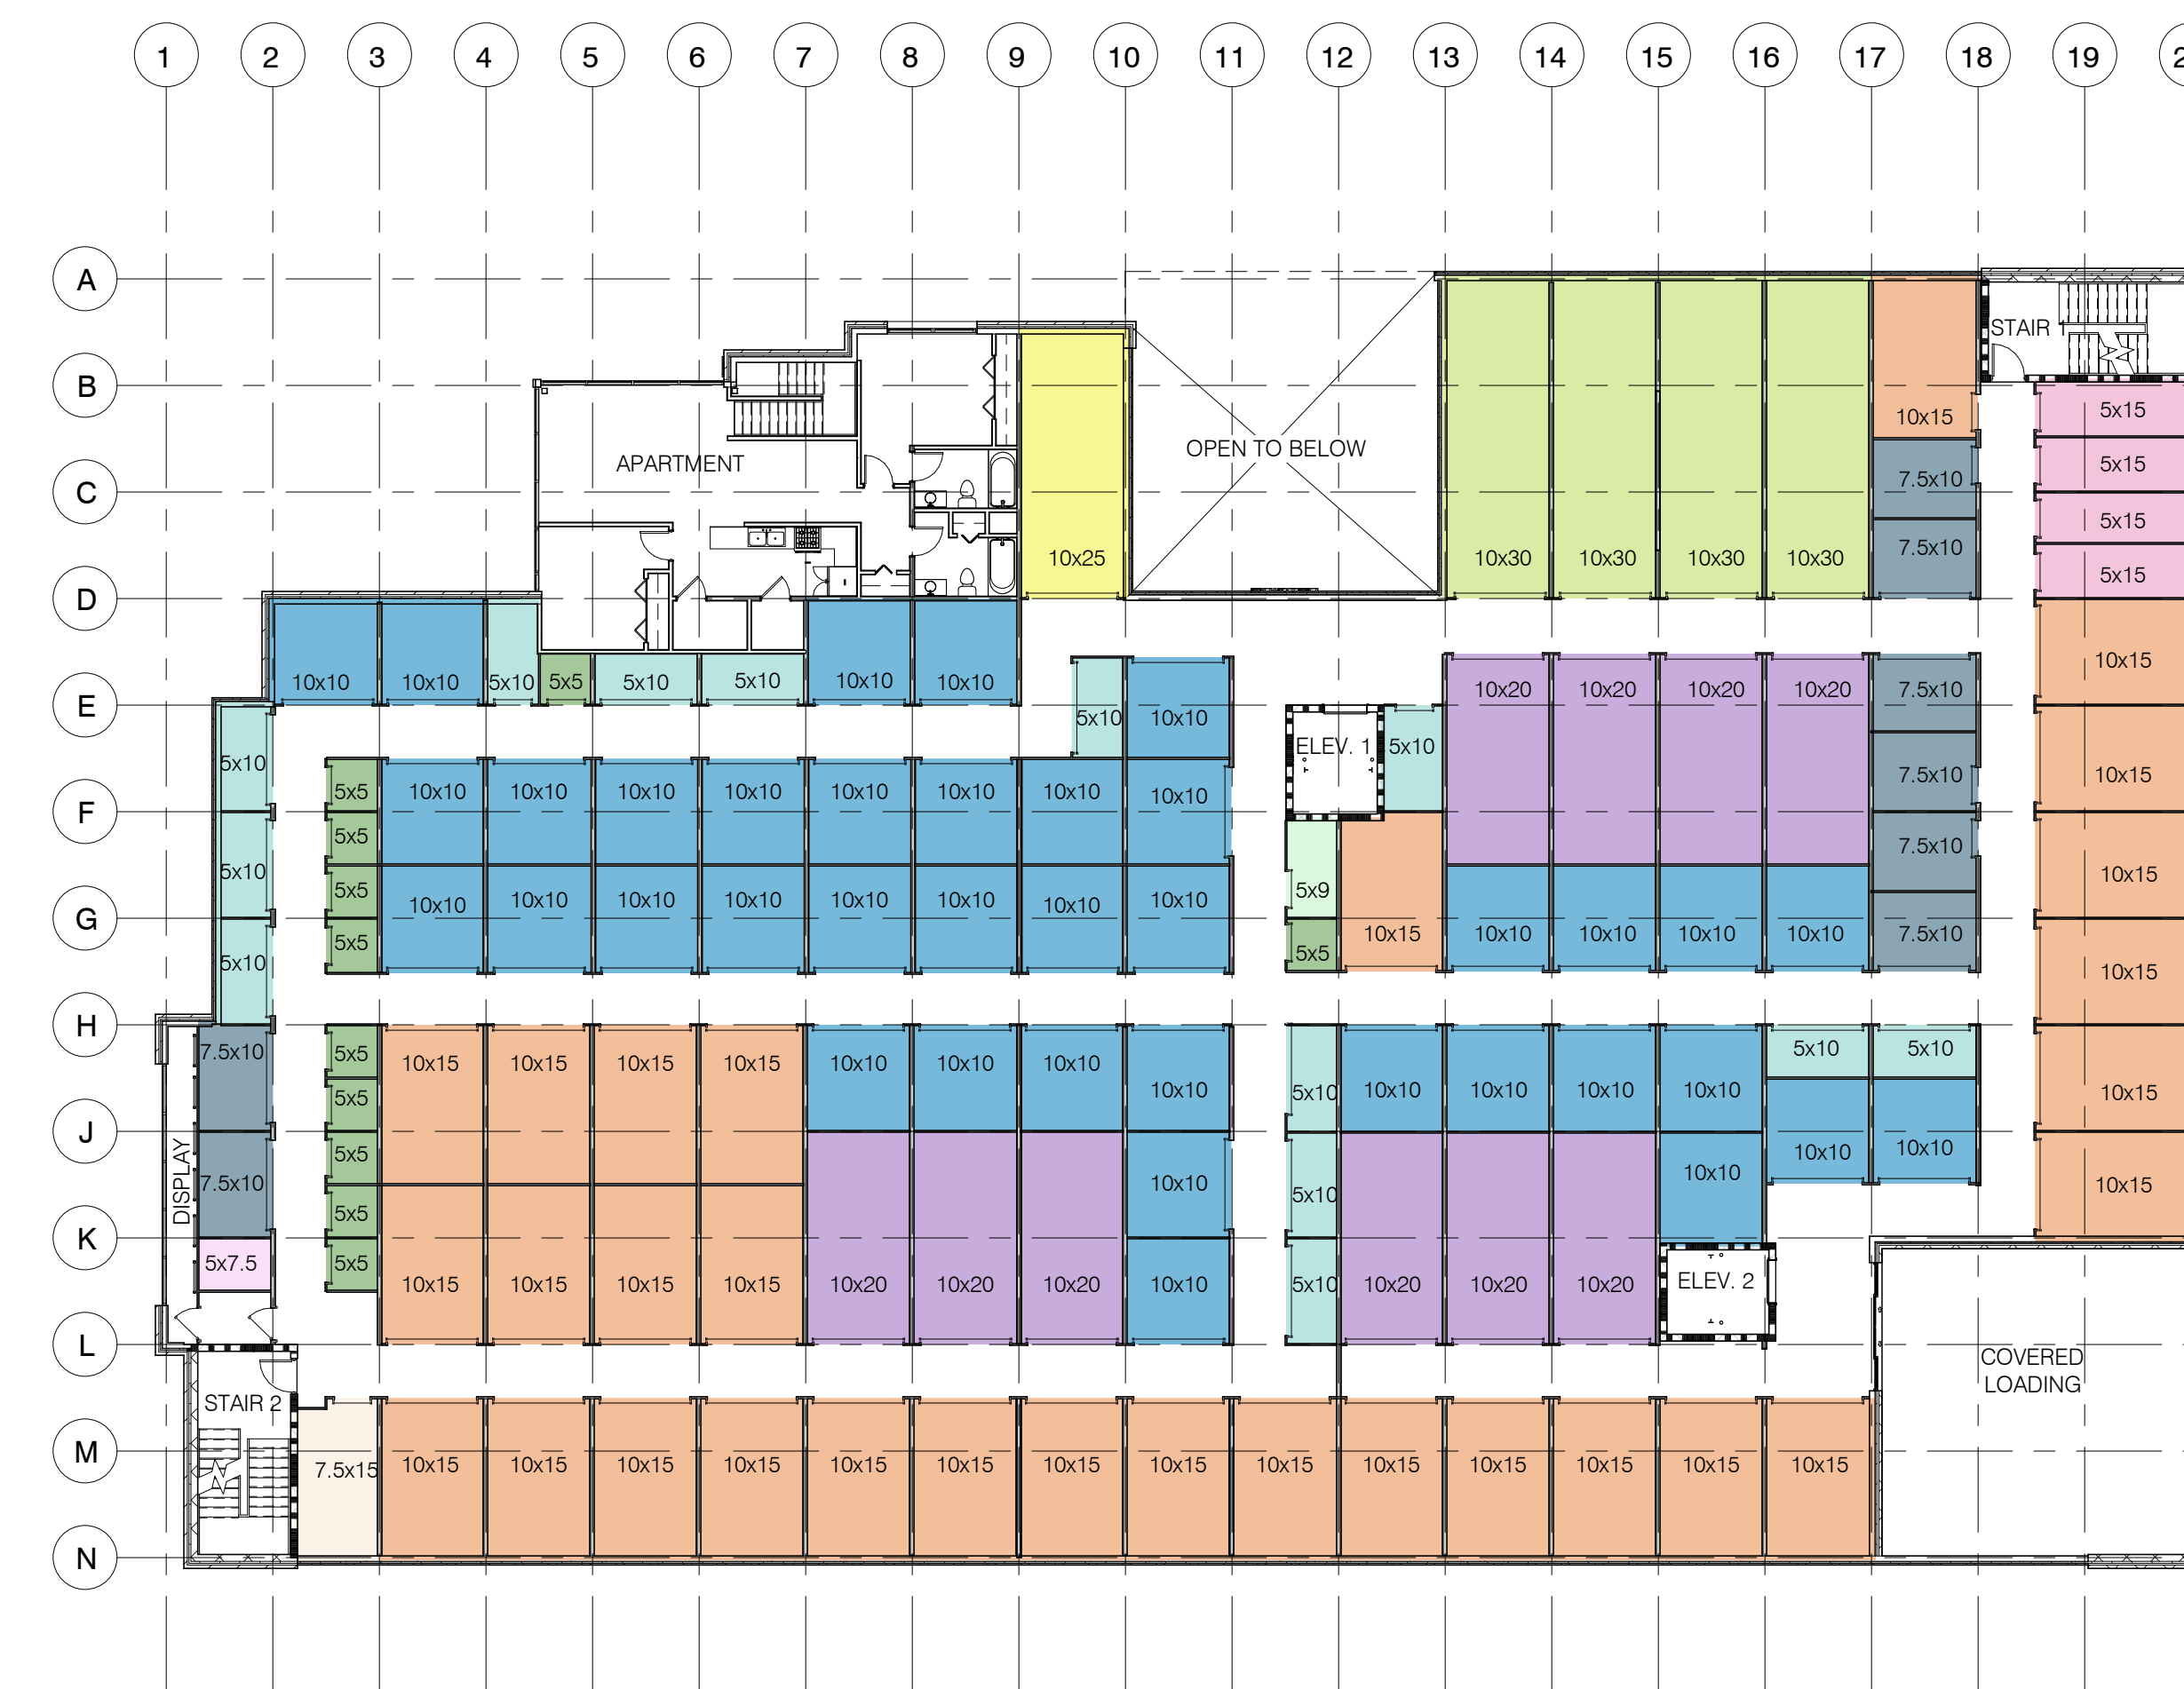 1 2 3 4 5 6 7 8 9 10 11 12 13 14 15 16 17 18 19 2
A
STAIR 1
B
10x15 5x15
APARTMENT OPEN TO BELOW 5x15
C
7.5x10
5x15
10x25 10x30 10x30 10x30 10x30 7.5x10
5x15
D
10x10 10x10 5x10 5x5 5x10 5x10 10x10 10x10 10x20 10x20 10x20 10x20 7.5x10 10x15
E
5x10 10x10
5x10 ELEV. 1 5x10 7.5x10 10x15
5x5 10x10 10x10 10x10 10x10 10x10 10x10 10x10 10x10
F
5x5 7.5x10
5x10 10x15
5x5 10x10 10x10 10x10 10x10 10x10 10x10 10x10 10x10 5x9
G
5x5 10x15 10x10 10x10 10x10 10x10 7.5x10
5x10 5x5 10x15
H
7.5x10 5x5 10x15 10x15 10x15 10x15 10x10 10x10 10x10 5x10 5x10
5x5 10x10 5x10 10x10 10x10 10x10 10x10 10x15
J
5x5 10x10 10x10
DISPLAY
7.5x10 10x10 5x10 10x10 10x15
5x5
K
5x7.5 5x5 10x15 10x15 10x15 10x15 10x20 10x20 10x20 10x10 5x10 10x20 10x20 10x20 ELEV. 2
L
COVERED
LOADING
STAIR 2
M
7.5x15 10x15 10x15 10x15 10x15 10x15 10x15 10x15 10x15 10x15 10x15 10x15 10x15 10x15 10x15
N